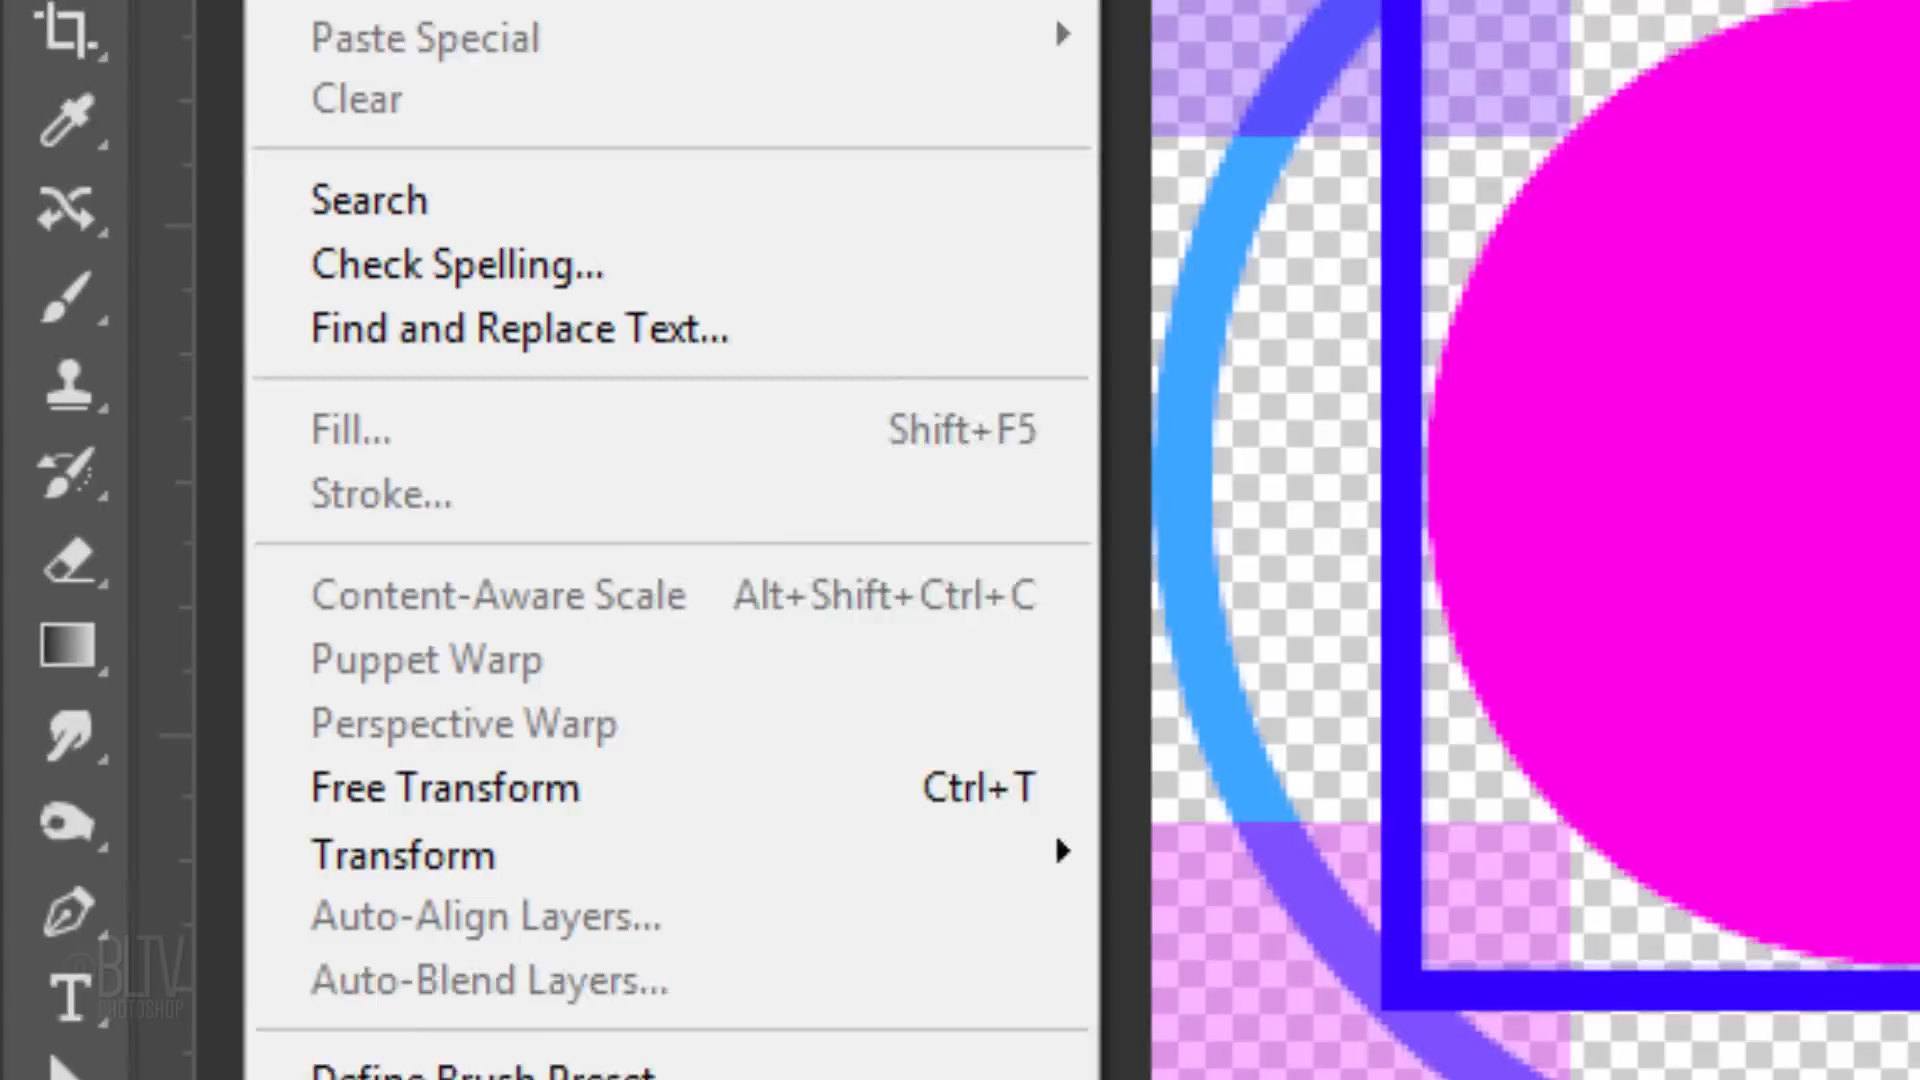 Paste Special
Clear
Search
Check Spelling...
Find and Replace Text...
Fill... Shift+F5
Stroke...
Content-Aware Scale Alt+Shift+Ctrl+C
Puppet Warp
Perspective Warp
Free Transform Ctrl+T
Transform
Auto-Align Layers...
Auto-Blend Layers...
Define Brush Preset...
@BLTV
PHOTOSHOP